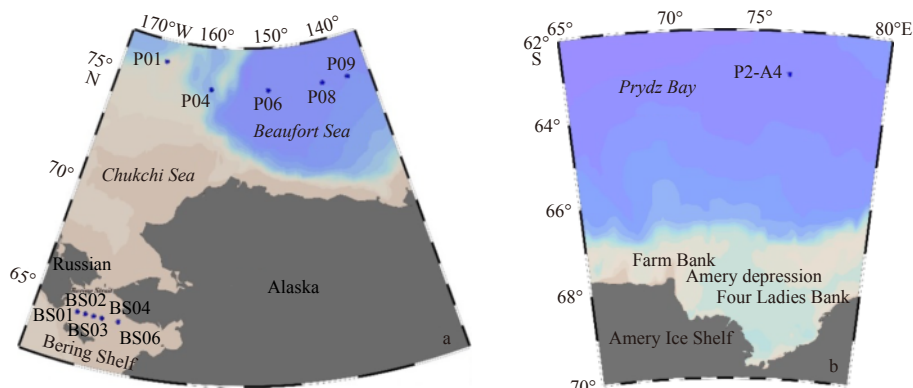 170°W
160°
150°
140°
75°
N
P01
P04
P06
P08
P09
Beaufort Sea
Chukchi Sea
70°
65°
Russian
Bering Strait
Alaska
BS02
BS04
BS01
BS03
BS06
Bering Shelf
a
65°
70°
75°
80°E
62°
S
P2-A4
Prydz Bay
64°
66°
Farm Bank
Amery depression
Four Ladies Bank
68°
Amery Ice Shelf
b
70°